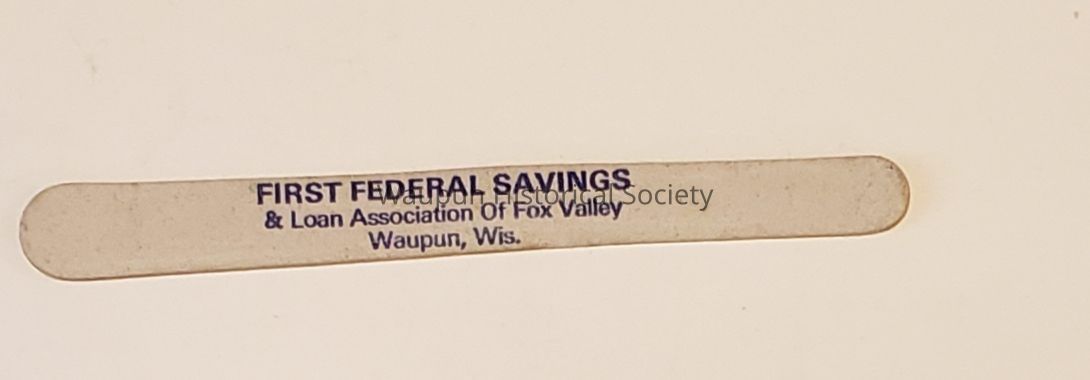 FIRST FEDERAL SAVINGS
Waupun Historical Society
& Loan Association Of Fox Valley
Waupun, Wis.